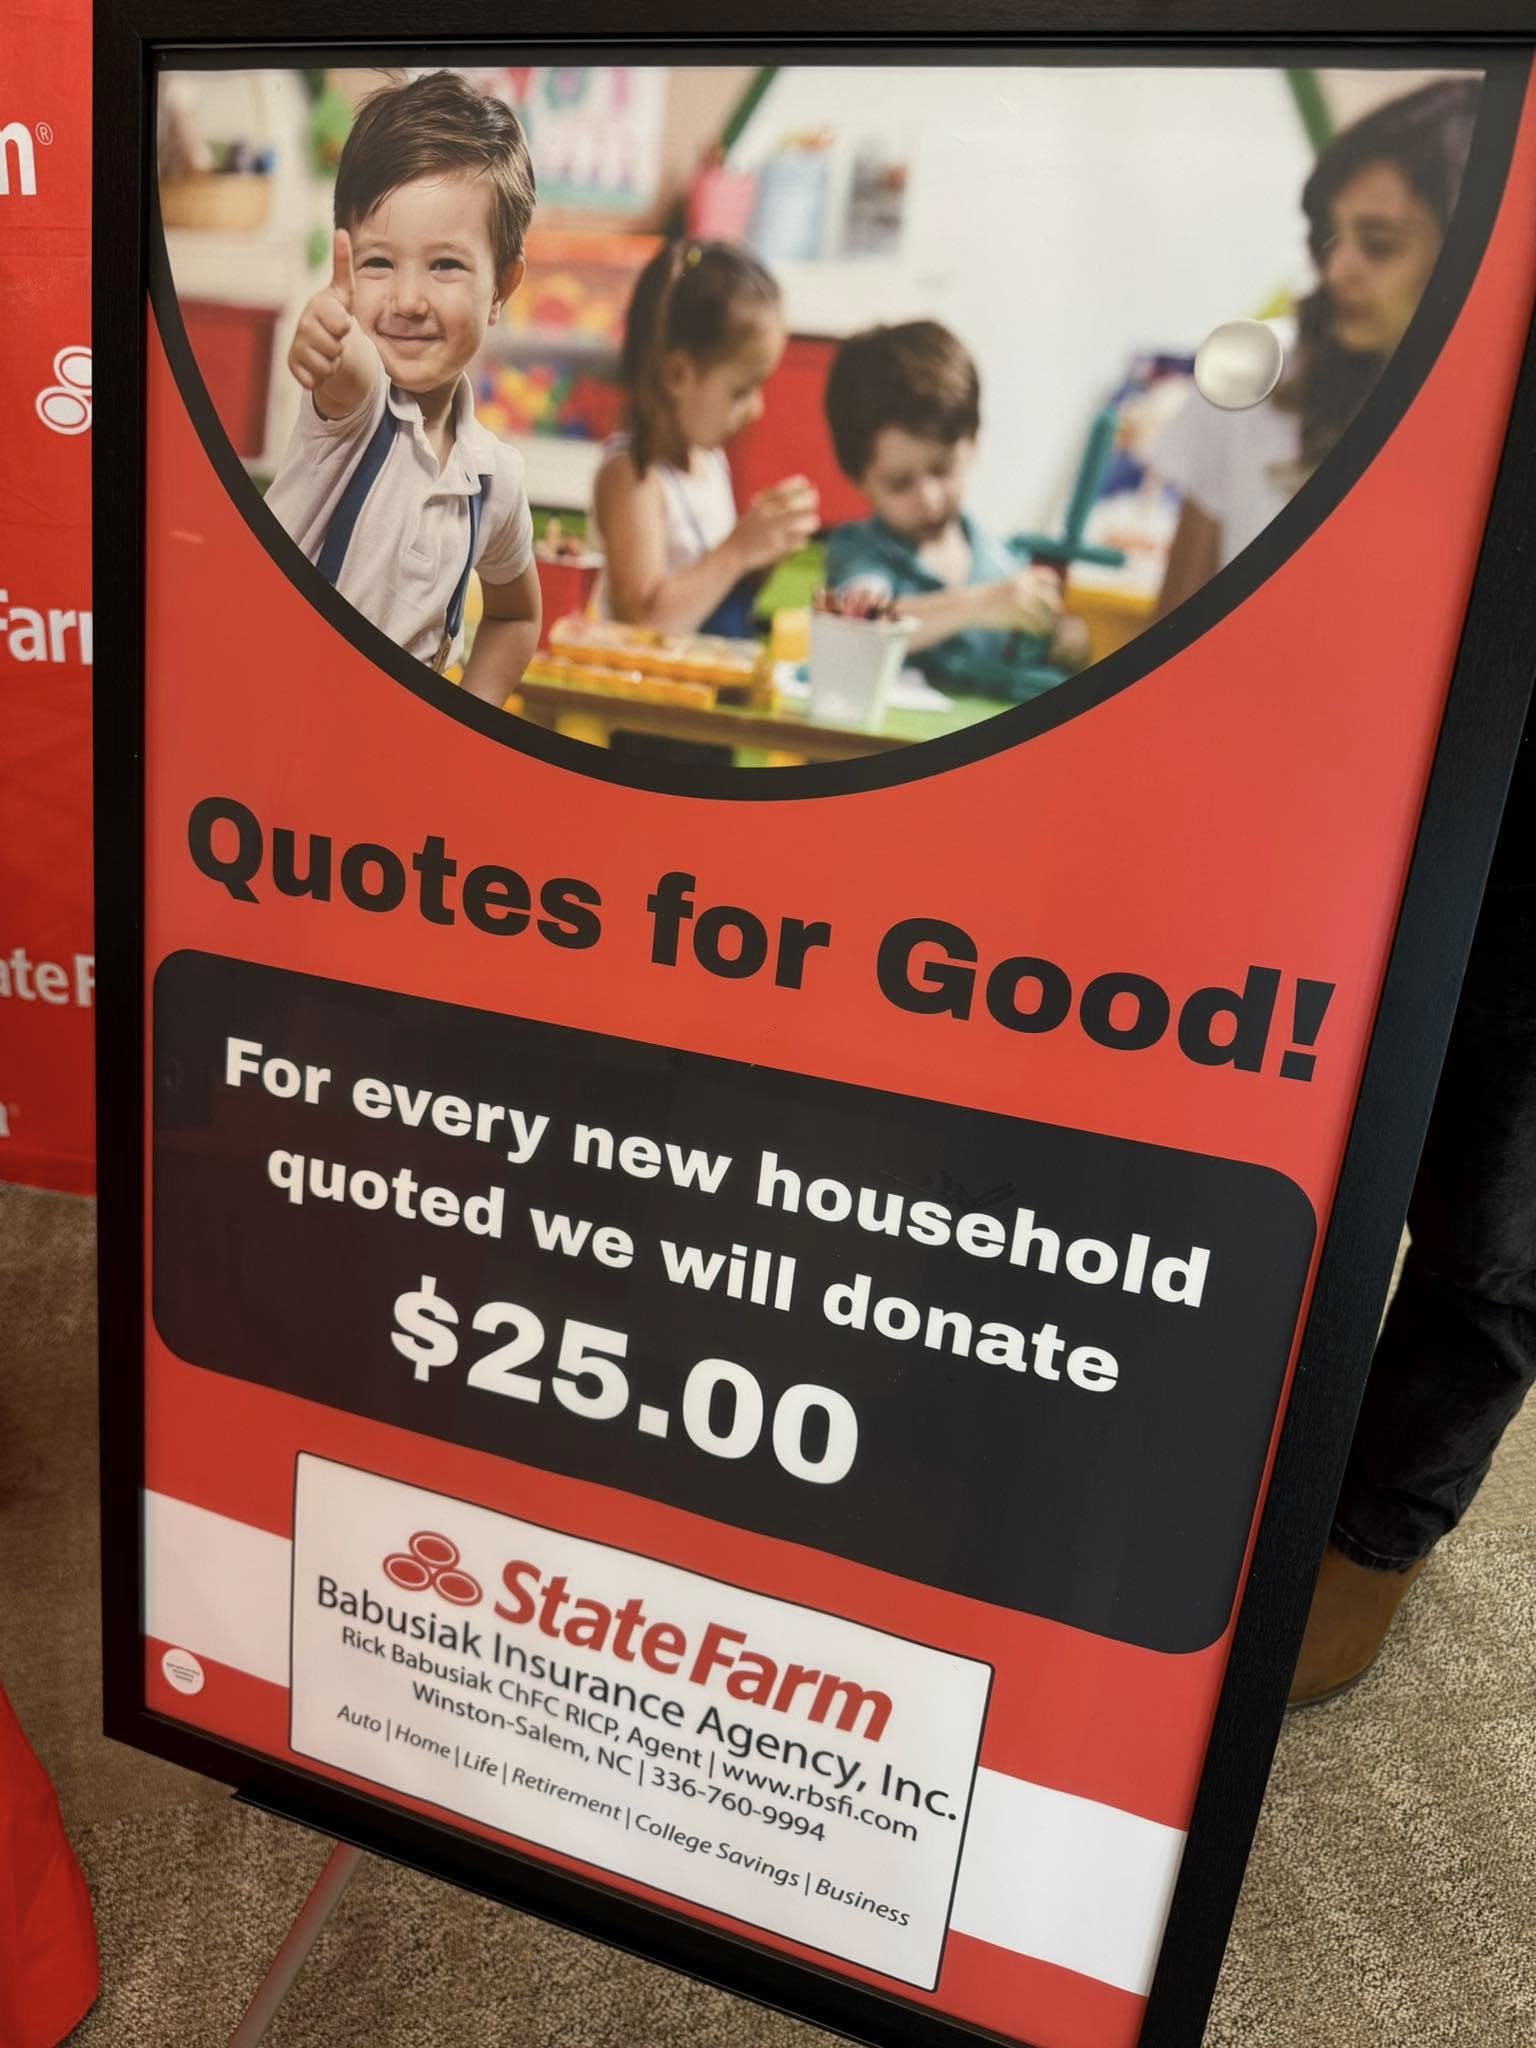 m®
Farm
StateF
Quotes for Good!
For every new household
quoted we will donate
$25.00
StateFarm
Babusiak Insurance Agency, Inc.
Rick Babusiak ChFC RICP, Agent | www.rbsfi.com
Winston-Salem, NC | 336-760-9994
Auto | Home | Life | Retirement | College Savings | Business